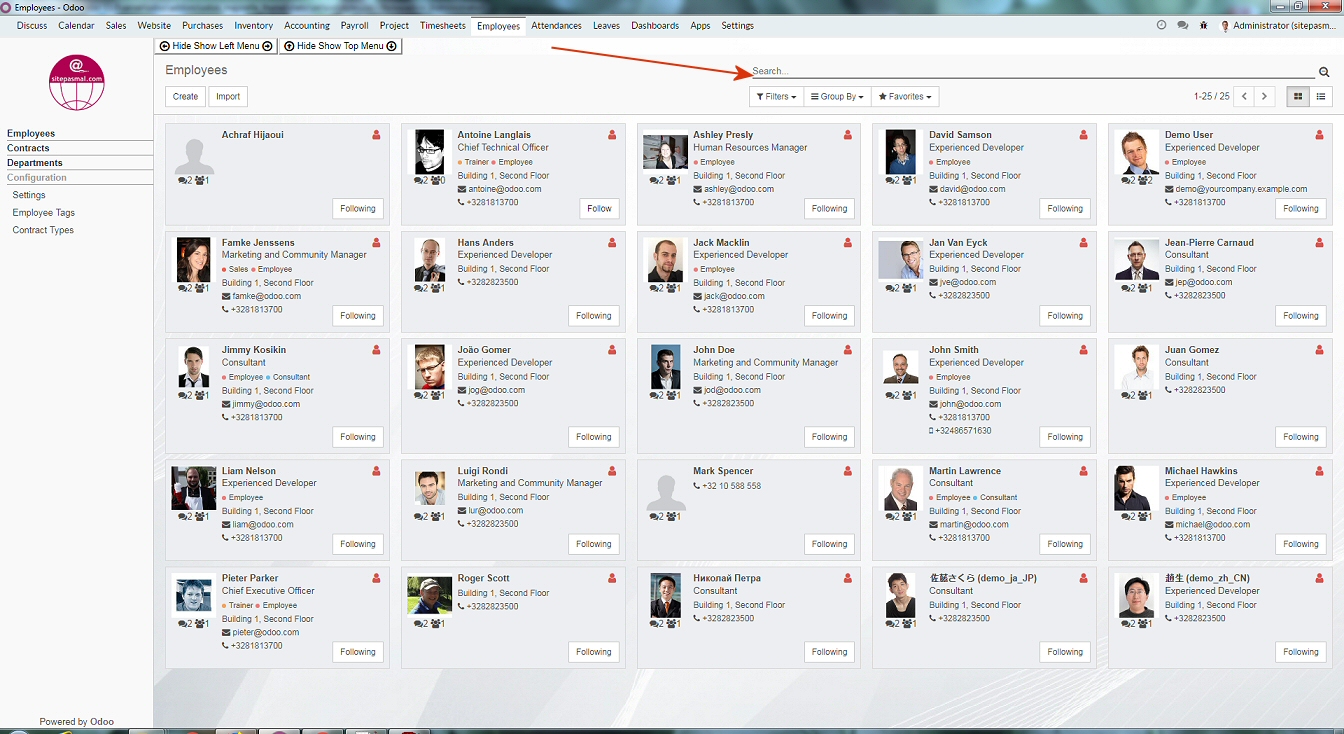 Employees - Odoo
Discuss Calendar Sales Website Purchases Inventory Accounting Payroll Project Timesheets Employees Attendances Leaves Dashboards Apps Settings Administrator (sitepasm...
Hide Show Left Menu Hide Show Top Menu
@
sitepasmal.com
Employees
Search...
Create Import
Filters Group By Favorites
1-25 / 25
Employees
Contracts
Departments
Configuration
Settings
Employee Tags
Contract Types
Achraf Hijaoui
2 1
Following
Antoine Langlais
Chief Technical Officer
Trainer Employee
Building 1, Second Floor
2 0
antoine@odoo.com
+3281813700
Follow
Ashley Presly
Human Resources Manager
Employee
Building 1, Second Floor
2 1
ashley@odoo.com
+3281813700
Following
David Samson
Experienced Developer
Employee
Building 1, Second Floor
2 1
david@odoo.com
+3281813700
Following
Demo User
Experienced Developer
Employee
Building 1, Second Floor
2 2
demo@yourcompany.example.com
+3281813700
Following
Famke Jenssens
Marketing and Community Manager
Sales Employee
Building 1, Second Floor
2 1
famke@odoo.com
+3281813700
Following
Hans Anders
Experienced Developer
Building 1, Second Floor
+3282823500
2 1
Following
Jack Macklin
Experienced Developer
Employee
Building 1, Second Floor
2 1
jack@odoo.com
+3281813700
Following
Jan Van Eyck
Experienced Developer
Building 1, Second Floor
jve@odoo.com
2 1
+3282823500
Following
Jean-Pierre Carnaud
Consultant
Building 1, Second Floor
jep@odoo.com
2 1
+3282823500
Following
Jimmy Kosikin
Consultant
Employee Consultant
Building 1, Second Floor
2 1
jimmy@odoo.com
+3281813700
Following
João Gomer
Experienced Developer
Building 1, Second Floor
jog@odoo.com
2 1
+3282823500
Following
John Doe
Marketing and Community Manager
Building 1, Second Floor
jod@odoo.com
2 1
+3282823500
Following
John Smith
Experienced Developer
Employee
Building 1, Second Floor
2 1
john@odoo.com
+3281813700
+32486571630
Following
Juan Gomez
Consultant
Building 1, Second Floor
+3282823500
2 1
Following
Liam Nelson
Experienced Developer
Employee
Building 1, Second Floor
2 1
liam@odoo.com
+3281813700
Following
Luigi Rondi
Marketing and Community Manager
Building 1, Second Floor
lur@odoo.com
2 1
+3282823500
Following
Mark Spencer
+32 10 588 558
2 1
Following
Martin Lawrence
Consultant
Employee Consultant
Building 1, Second Floor
2 1
martin@odoo.com
+3281813700
Following
Michael Hawkins
Experienced Developer
Employee
Building 1, Second Floor
2 1
michael@odoo.com
+3281813700
Following
Pieter Parker
Chief Executive Officer
Trainer Employee
Building 1, Second Floor
2 1
pieter@odoo.com
+3281813700
Following
Roger Scott
Building 1, Second Floor
+3282823500
2 1
Following
Николай Петра
Consultant
Building 1, Second Floor
+3282823500
2 1
Following
佐藤さくら (demo_ja_JP)
Consultant
Building 1, Second Floor
+3282823500
2 1
Following
趙生 (demo_zh_CN)
Experienced Developer
Building 1, Second Floor
+3282823500
2 1
Following
Powered by Odoo